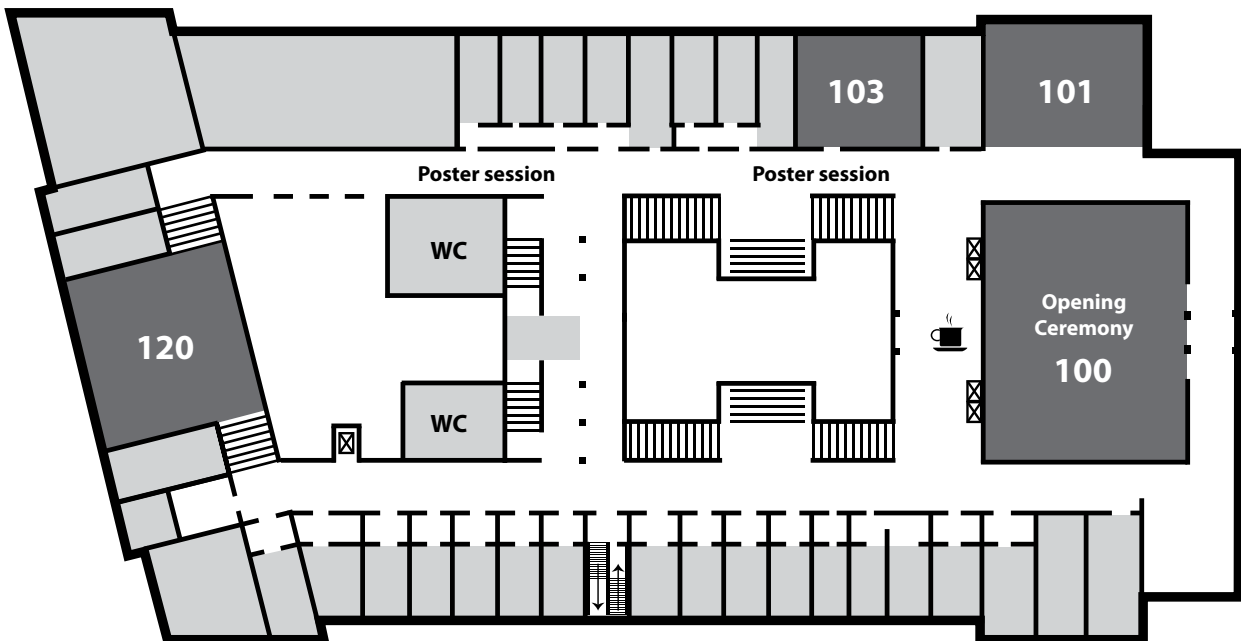 103
101
Poster session
Poster session
WC
Opening
Ceremony
100
120
WC